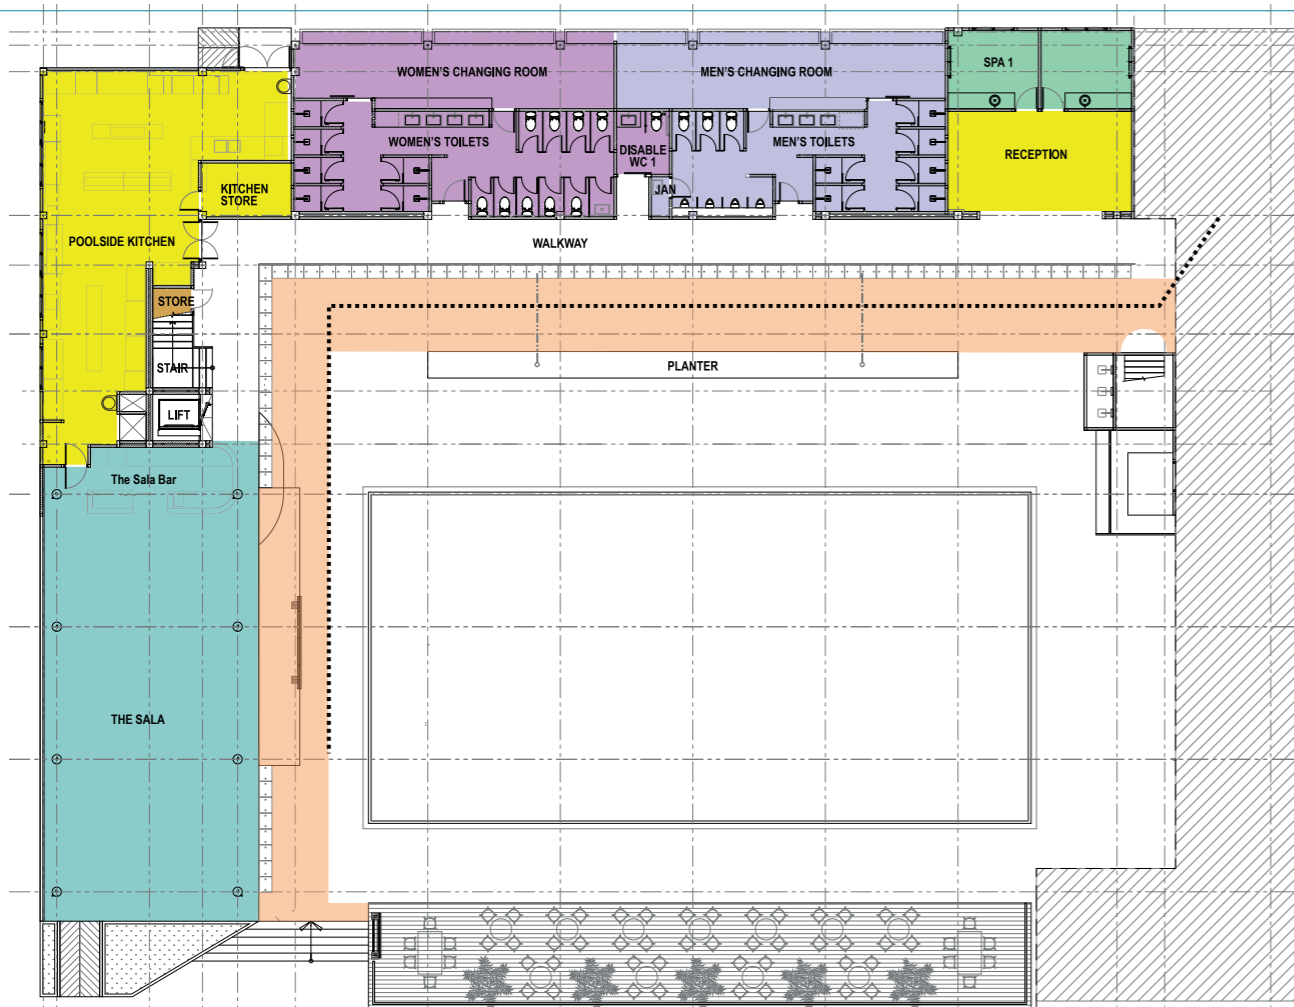 WOMEN'S CHANGING ROOM
MEN'S CHANGING ROOM
SPA 1
WOMEN'S TOILETS
DISABLE
WC 1
MEN'S TOILETS
RECEPTION
KITCHEN
STORE
JAN
POOLSIDE KITCHEN
WALKWAY
STORE
STAIR
PLANTER
LIFT
The Sala Bar
THE SALA